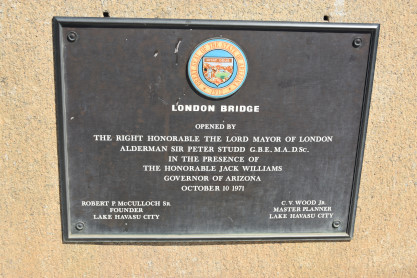 LONDON BRIDGE
OPENED BY
THE RIGHT HONORABLE THE LORD MAYOR OF LONDON
ALDERMAN SIR PETER STUDD G.B.E. M.A. D.Sc.
IN THE PRESENCE OF
THE HONORABLE JACK WILLIAMS
GOVERNOR OF ARIZONA
OCTOBER 10 1971
ROBERT P. McCULLOCH SR.
FOUNDER
LAKE HAVASU CITY
C. V. WOOD JR.
MASTER PLANNER
LAKE HAVASU CITY